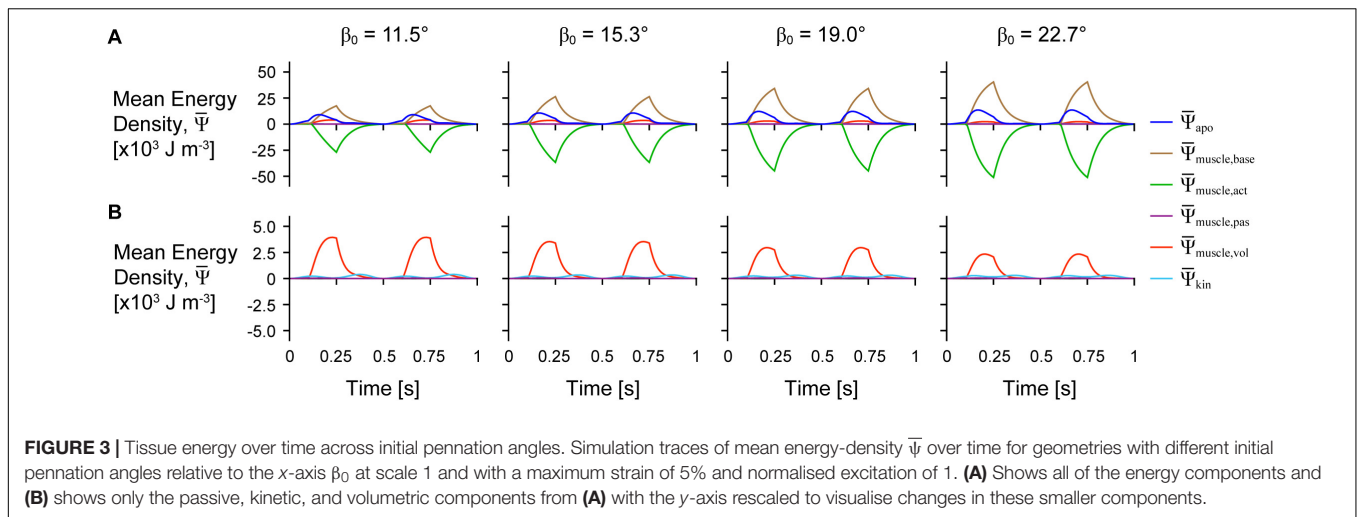 A
β₀ = 11.5°
β₀ = 15.3°
β₀ = 19.0°
β₀ = 22.7°
Mean Energy
Density, Ψ̅
[x10³ J m⁻³]
50
25
0
-25
-50
Ψ̅apo
Ψ̅muscle,base
Ψ̅muscle,act
Ψ̅muscle,pas
Ψ̅muscle,vol
Ψ̅kin
B
Mean Energy
Density, Ψ̅
[x10³ J m⁻³]
5.0
2.5
0
-2.5
-5.0
0 0.25 0.5 0.75 1
0 0.25 0.5 0.75 1
0 0.25 0.5 0.75 1
0 0.25 0.5 0.75 1
Time [s]
Time [s]
Time [s]
Time [s]
FIGURE 3 | Tissue energy over time across initial pennation angles. Simulation traces of mean energy-density ψ̅ over time for geometries with different initial
pennation angles relative to the x-axis β₀ at scale 1 and with a maximum strain of 5% and normalised excitation of 1. (A) Shows all of the energy components and
(B) shows only the passive, kinetic, and volumetric components from (A) with the y-axis rescaled to visualise changes in these smaller components.